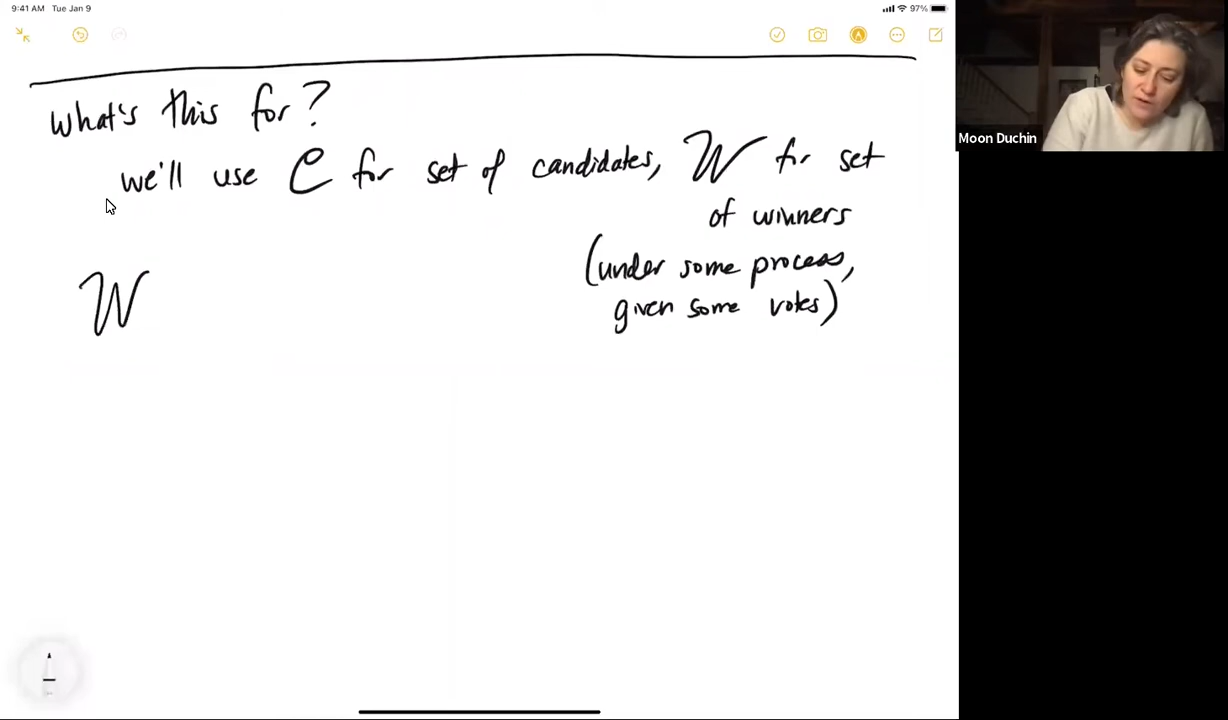 9:41 AM Tue Jan 9
97%
What's this for?
we'll use C for set of candidates, W for set
of winners
(under some process,
given some votes)
W
Moon Duchin